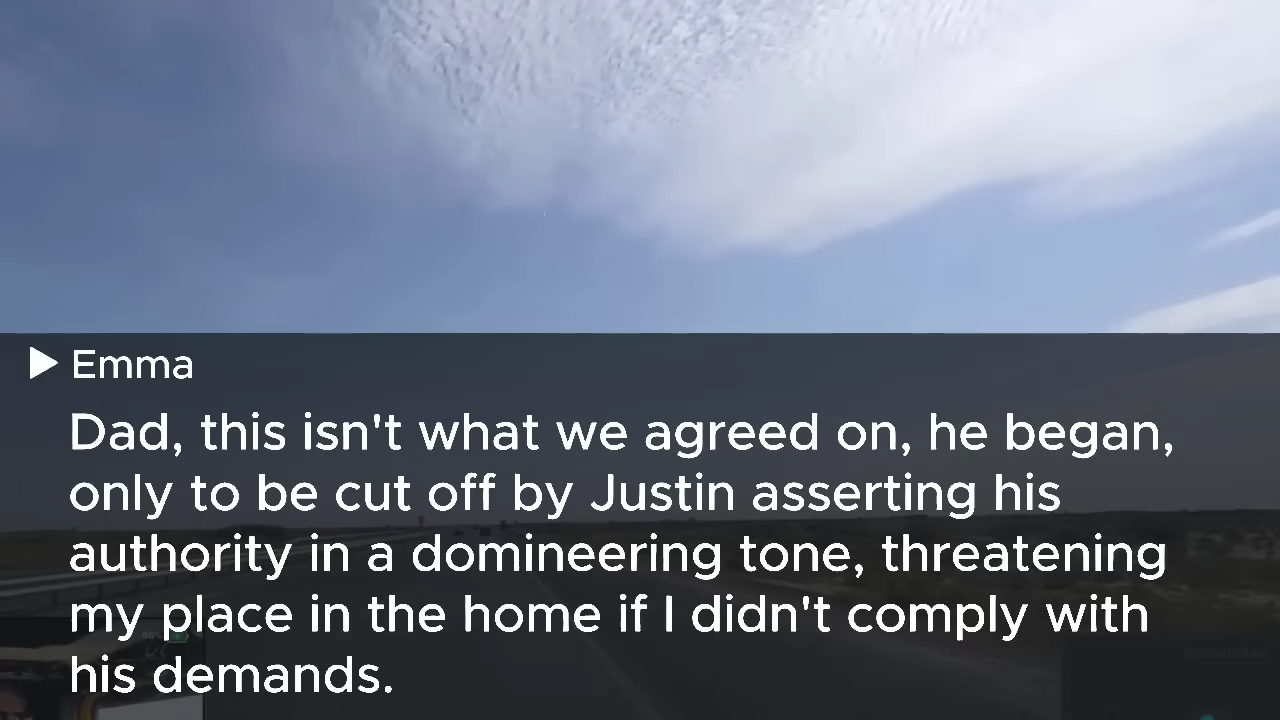 ▶ Emma
Dad, this isn't what we agreed on, he began,
only to be cut off by Justin asserting his
authority in a domineering tone, threatening
my place in the home if I didn't comply with
his demands.
86%